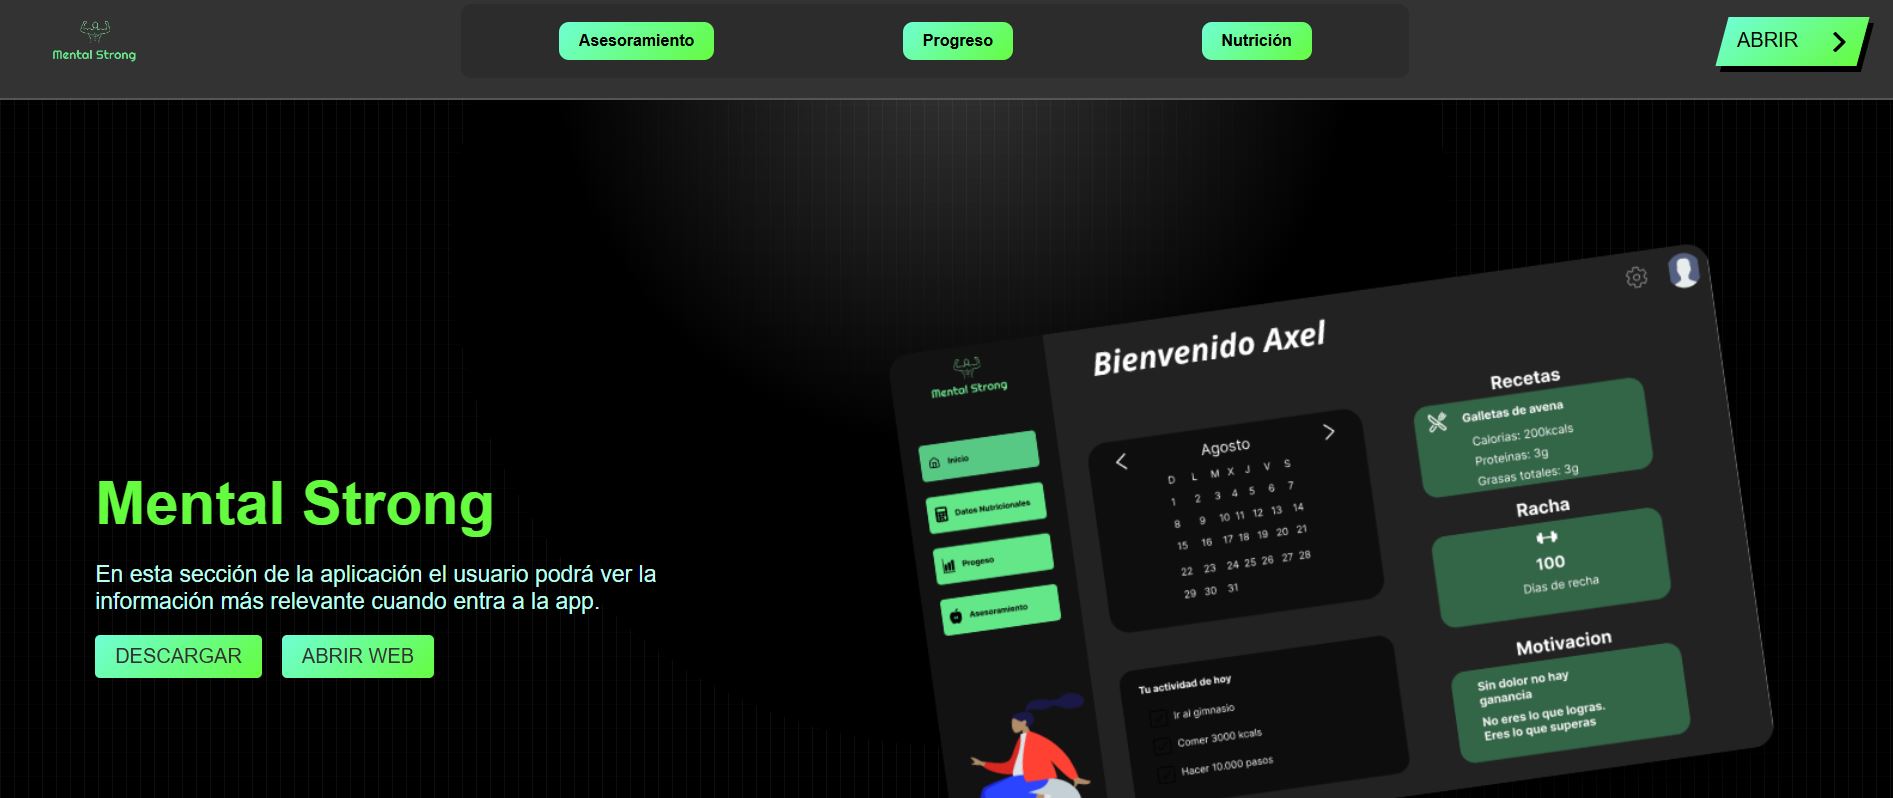 Mental Strong
Asesoramiento
Progreso
Nutrición
ABRIR
Mental Strong
En esta sección de la aplicación el usuario podrá ver la
información más relevante cuando entra a la app.
DESCARGAR
ABRIR WEB
Mental Strong
Inicio
Datos Nutricionales
Progeso
Asesoramiento
Bienvenido Axel
Agosto
D L M X J V S
1 2 3 4 5 6 7
8 9 10 11 12 13 14
15 16 17 18 19 20 21
22 23 24 25 26 27 28
29 30 31
Tu actividad de hoy
Ir al gimnasio
Comer 3000 kcals
Hacer 10.000 pasos
Recetas
Galletas de avena
Calorías: 200kcals
Proteinas: 3g
Grasas totales: 3g
Racha
100
Días de recha
Motivacion
Sin dolor no hay
ganancia
No eres lo que logras.
Eres lo que superas